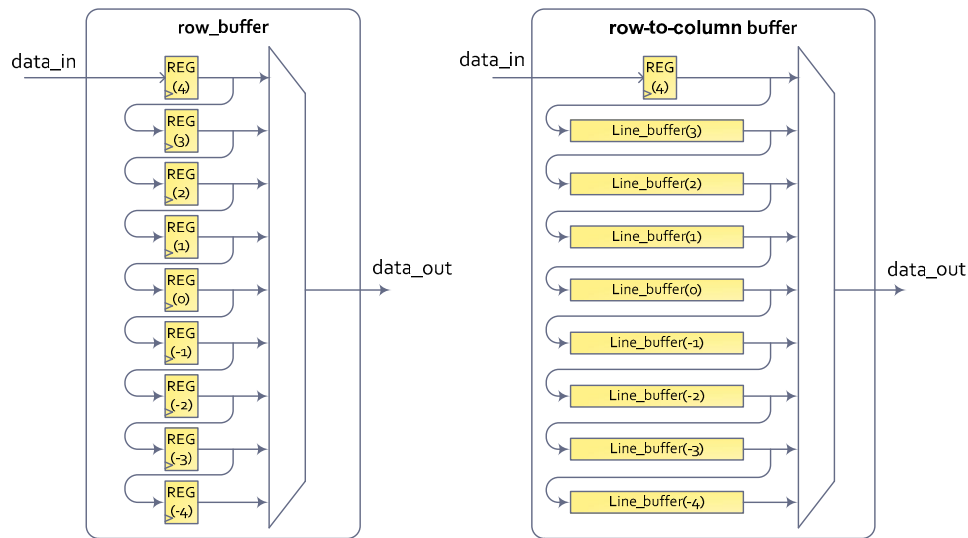 row_buffer
data_in
REG
(4)
REG
(3)
REG
(2)
REG
(1)
REG
(0)
REG
(-1)
REG
(-2)
REG
(-3)
REG
(-4)
data_out
row-to-column buffer
data_in
REG
(4)
Line_buffer(3)
Line_buffer(2)
Line_buffer(1)
Line_buffer(0)
Line_buffer(-1)
Line_buffer(-2)
Line_buffer(-3)
Line_buffer(-4)
data_out